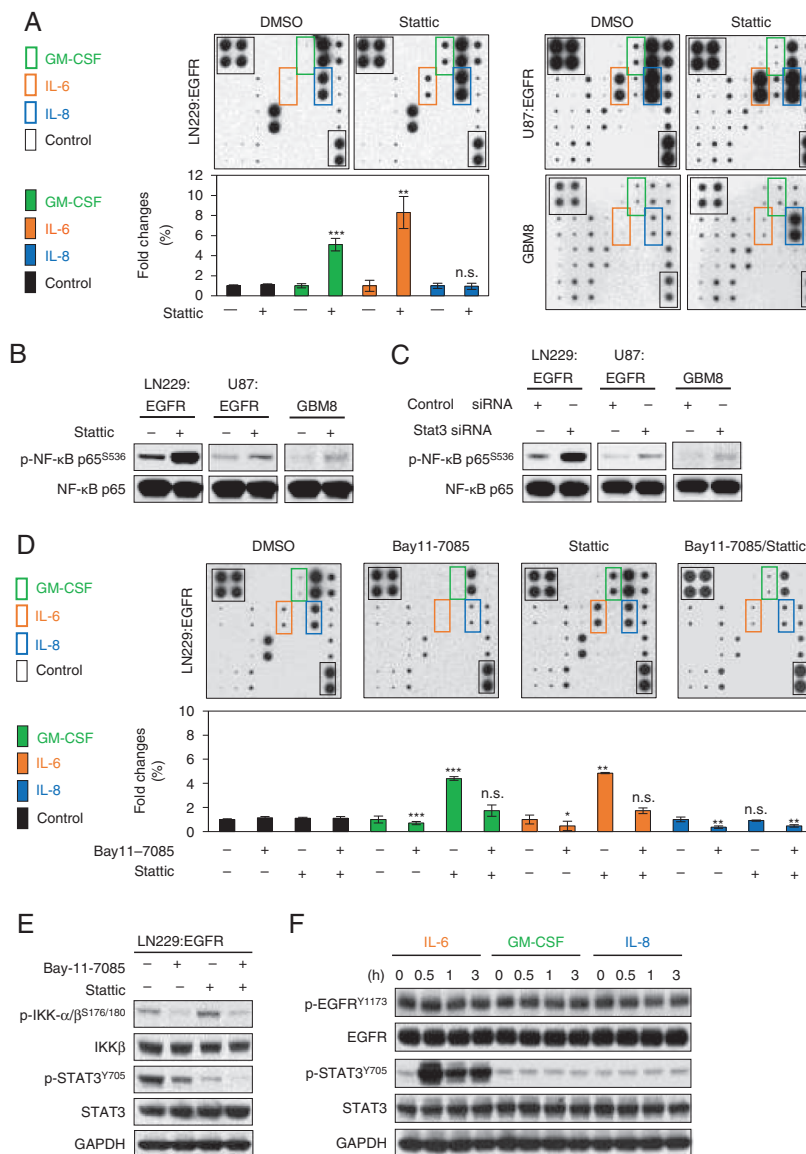 A
DMSO Stattic DMSO Stattic
GM-CSF
IL-6
IL-8
Control
LN229:EGFR
U87:EGFR
GBM8
GM-CSF
IL-6
IL-8
Control
Fold changes
(%)
12
10
8
6
4
2
0
*** ** n.s.
Stattic — + — + — + — +
B
LN229:
EGFR
U87:
EGFR
GBM8
Stattic – + – + – +
p-NF-κB p65S536
NF-κB p65
C
LN229:
EGFR
U87:
EGFR
GBM8
Control siRNA + – + – + –
Stat3 siRNA – + – + – +
p-NF-κB p65S536
NF-κB p65
D
DMSO Bay11-7085 Stattic Bay11-7085/Stattic
GM-CSF
IL-6
IL-8
Control
LN229:EGFR
GM-CSF
IL-6
IL-8
Control
Fold changes
(%)
10
8
6
4
2
0
*** *** n.s. * ** n.s. ** n.s. **
Bay11–7085 – + – + – + – + – + – + – + – +
Stattic – – + + – – + + – – + + – – + +
E
LN229:EGFR
Bay-11-7085 – + – +
Stattic – – + +
p-IKK-α/βS176/180
IKKβ
p-STAT3Y705
STAT3
GAPDH
F
IL-6 GM-CSF IL-8
(h) 0 0.5 1 3 0 0.5 1 3 0 0.5 1 3
p-EGFRY1173
EGFR
p-STAT3Y705
STAT3
GAPDH